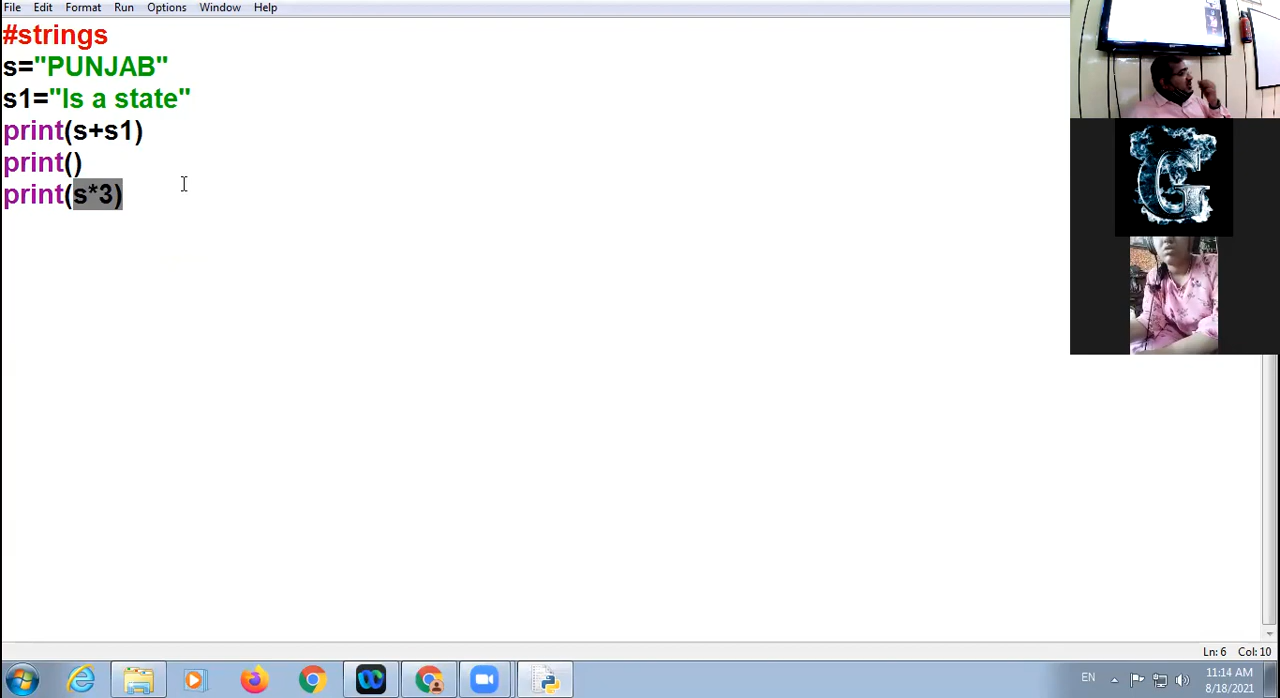 File Edit Format Run Options Window Help
#strings
s="PUNJAB"
s1="Is a state"
print(s+s1)
print()
print(s*3)
G
Ln: 6 Col: 10
EN
11:14 AM
8/18/2021